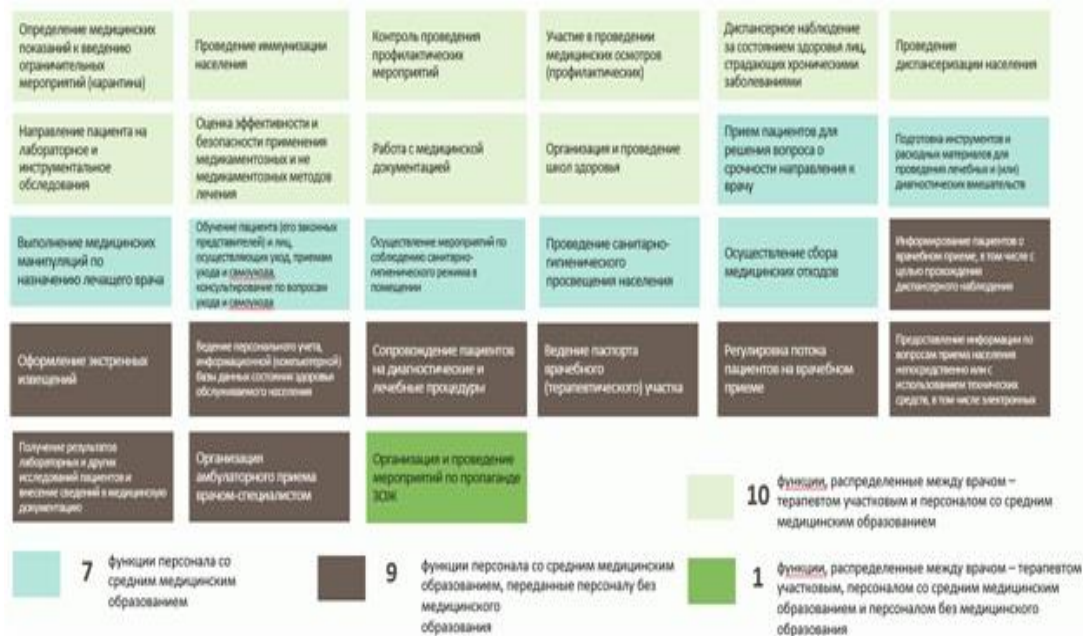 Определение медицинских
показаний к введению
ограничительных
мероприятий (карантина)
Проведение иммунизации
населения
Контроль проведения
профилактических
мероприятий
Участие в проведении
медицинских осмотров
(профилактических)
Диспансерное наблюдение
за состоянием здоровья лиц,
страдающих хроническими
заболеваниями
Проведение
диспансеризации населения
Направление пациента на
лабораторное и
инструментальное
обследования
Оценка эффективности и
безопасности применения
медикаментозных и не
медикаментозных методов
лечения
Работа с медицинской
документацией
Организация и проведение
школ здоровья
Прием пациентов для
решения вопроса о
срочности направления к
врачу
Подготовка инструментов и
расходных материалов для
проведения лечебных и (или)
диагностических вмешательств
Выполнение медицинских
манипуляций по
назначению лечащего врача
Обучение пациента (его законных
представителей) и лиц,
осуществляющих уход, приемам
ухода и самоухода,
консультирование по вопросам
ухода и самоухода
Осуществление мероприятий по
соблюдению санитарно-
гигиенического режима в
помещении
Проведение санитарно-
гигиенического
просвещения населения
Осуществление сбора
медицинских отходов
Информирование пациентов о
врачебном приеме, в том числе с
целью прохождения
диспансерного наблюдения
Оформление экстренных
извещений
Ведение персонального учета,
информационной (компьютерной)
базы данных состояния здоровья
обслуживаемого населения
Сопровождение пациентов
на диагностические и
лечебные процедуры
Ведение паспорта
врачебного
(терапевтического) участка
Регулировка потока
пациентов на врачебном
приеме
Предоставление информации по
вопросам приема населения
непосредственно или с
использованием технических
средств, в том числе электронных
Получение результатов
лабораторных и других
исследований пациентов и
внесение сведений в медицинскую
документацию
Организация
амбулаторного приема
врачом-специалистом
Организация и проведение
мероприятий по пропаганде
ЗОЖ
10 функции, распределенные между врачом –
терапевтом участковым и персоналом со средним
медицинским образованием
7 функции персонала со
средним медицинским
образованием
9 функции персонала со средним медицинским
образованием, переданные персоналу без
медицинского
образования
1 функции, распределенные между врачом – терапевтом
участковым, персоналом со средним медицинским
образованием и персоналом без медицинского
образования